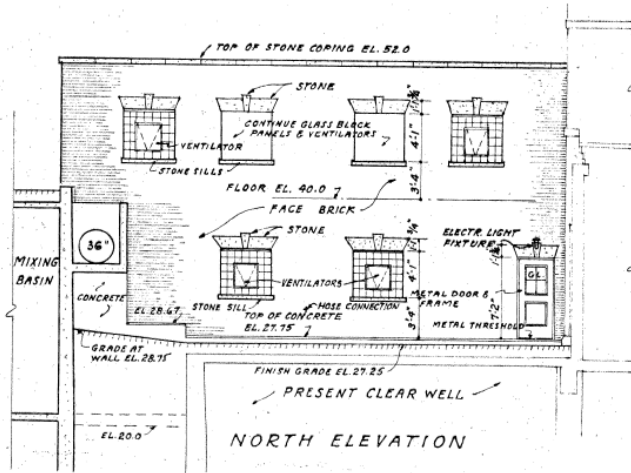 TOP OF STONE COPING EL. 52.0
STONE
CONTINUE GLASS BLOCK
PANELS & VENTILATORS
VENTILATOR
STONE SILLS
4'-1"
3'-4"
FLOOR EL. 40.0
FACE BRICK
STONE
ELECTR. LIGHT
FIXTURE
36"
MIXING
BASIN
GL.
4'-1"
VENTILATORS
METAL DOOR &
FRAME
CONCRETE
STONE SILL
HOSE CONNECTION
7'-2"
EL. 28.67
TOP OF CONCRETE
EL. 27.75
3'-4"
METAL THRESHOLD
GRADE AT
WALL EL. 28.75
FINISH GRADE EL. 27.25
PRESENT CLEAR WELL
EL. 20.0
NORTH ELEVATION